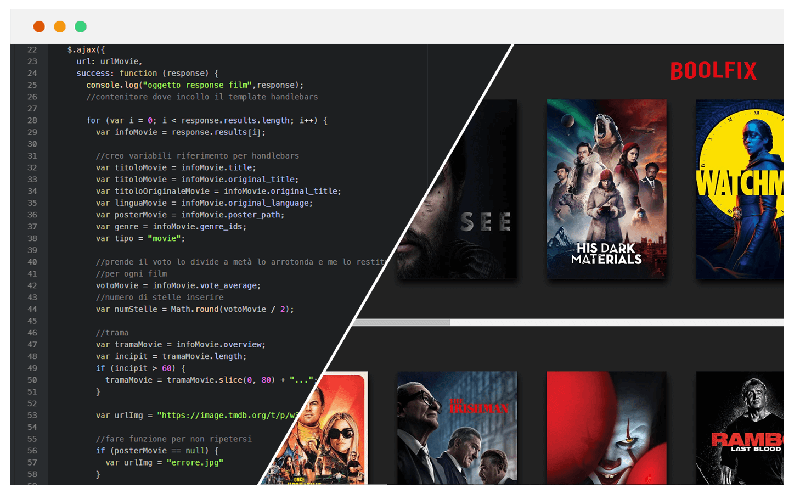 22 $.ajax({
23 url: urlMovie,
24 success: function (response) {
25 console.log("oggetto response film",response);
26 //contenitore dove incollo il template handlebars
27
28 for (var i = 0; i < response.results.length; i++) {
29 var infoMovie = response.results[i];
30
31 //creo variabili riferimento per handlebars
32 var titoloMovie = infoMovie.title;
33 var titoloMovie = infoMovie.original_title;
34 var titoloOriginaleMovie = infoMovie.original_title;
35 var linguaMovie = infoMovie.original_language;
36 var posterMovie = infoMovie.poster_path;
37 var genre = infoMovie.genre_ids;
38 var tipo = "movie";
39
40 //prende il voto lo divide a metà lo arrotonda e me lo restit
41 //per ogni film
42 votoMovie = infoMovie.vote_average;
43 //numero di stelle inserire
44 var numStelle = Math.round(votoMovie / 2);
45
46 //trama
47 var tramaMovie = infoMovie.overview;
48 var incipit = tramaMovie.length;
49 if (incipit > 60) {
50 tramaMovie = tramaMovie.slice(0, 80) + "..."
51 }
52
53 var urlImg = "https://image.tmdb.org/t/p/w3
54
55 //fare funzione per non ripetersi
56 if (posterMovie == null) {
57 var urlImg = "errore.jpg"
58 }
BOOLFIX
SEE
HIS DARK
MATERIALS
WATCHM
IRISHMAN
RAMBO
LAST BLOOD